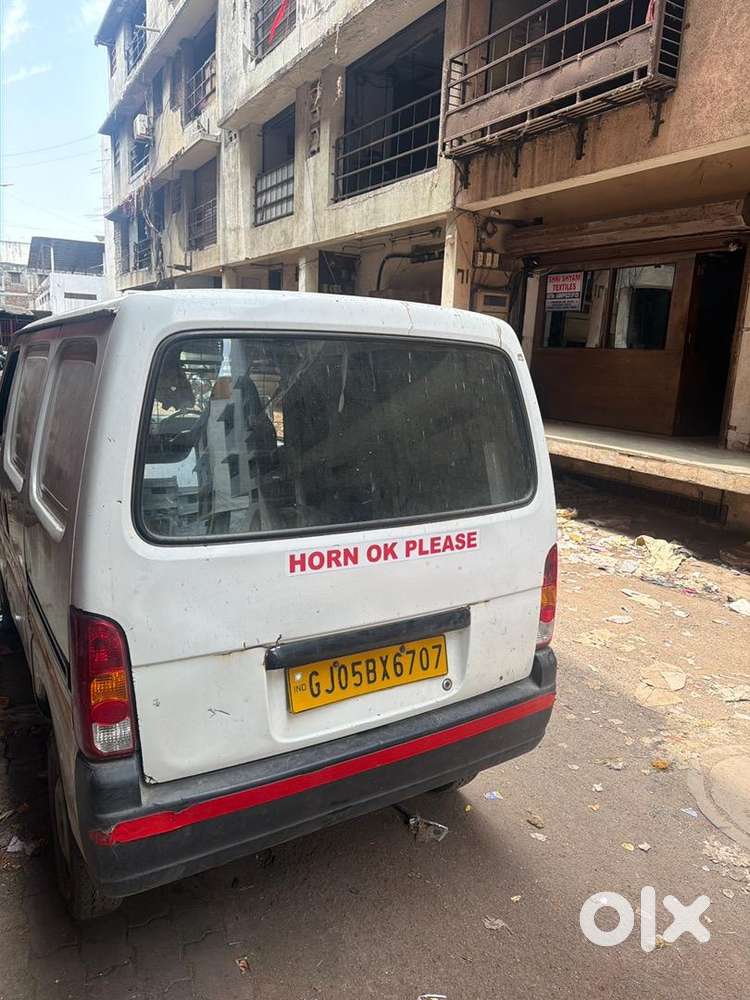 SHRI SHYAM
TEXTILES
HORN OK PLEASE
IND GJ05BX6707
olx